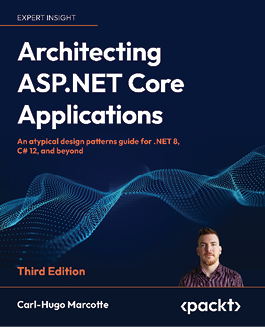 EXPERT INSIGHT
Architecting
ASP.NET Core
Applications
An atypical design patterns guide for .NET 8,
C# 12, and beyond
Third Edition
Carl-Hugo Marcotte
<packt>